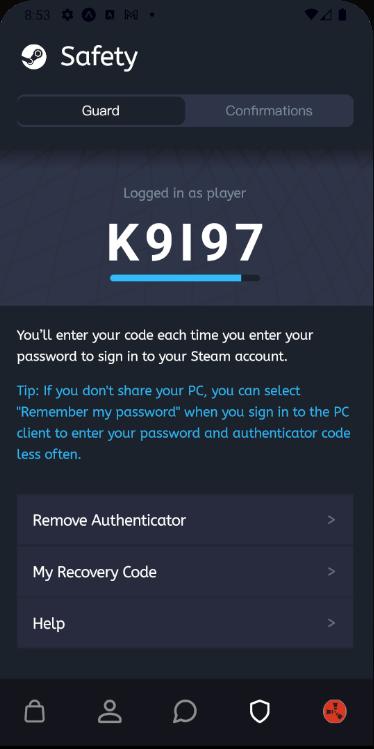 8:53
Safety
Guard
Confirmations
Logged in as player
K9I97
You'll enter your code each time you enter your
password to sign in to your Steam account.
Tip: If you don't share your PC, you can select
"Remember my password" when you sign in to the PC
client to enter your password and authenticator code
less often.
Remove Authenticator
>
My Recovery Code
>
Help
>